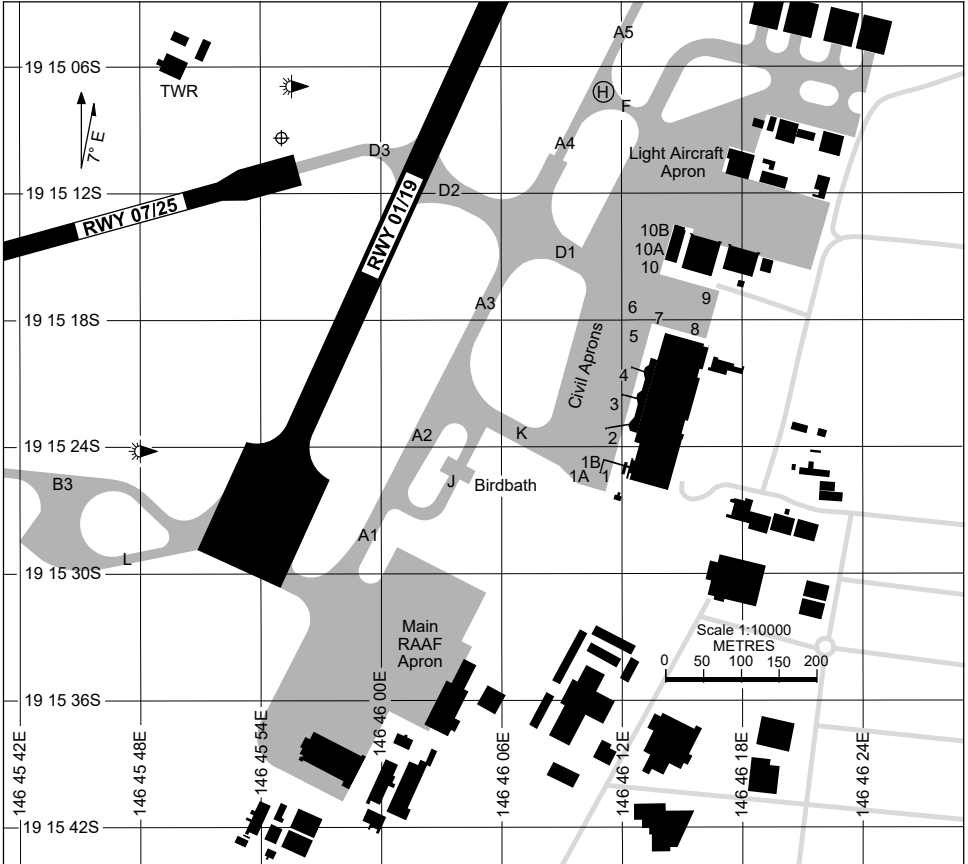 A5
19 15 06S
TWR
H
F
7° E
D3
A4
Light Aircraft
Apron
19 15 12S
D2
RWY 07/25
RWY 01/19
10B
10A
10
D1
A3
9
6
7
19 15 18S
8
5
Civil Aprons
4
3
A2
K
2
19 15 24S
1B
1A
1
B3
J
Birdbath
A1
L
19 15 30S
Main
RAAF
Apron
Scale 1:10000
METRES
0 50 100 150 200
19 15 36S
146 45 42E
146 45 48E
146 45 54E
146 46 00E
146 46 06E
146 46 12E
146 46 18E
146 46 24E
19 15 42S